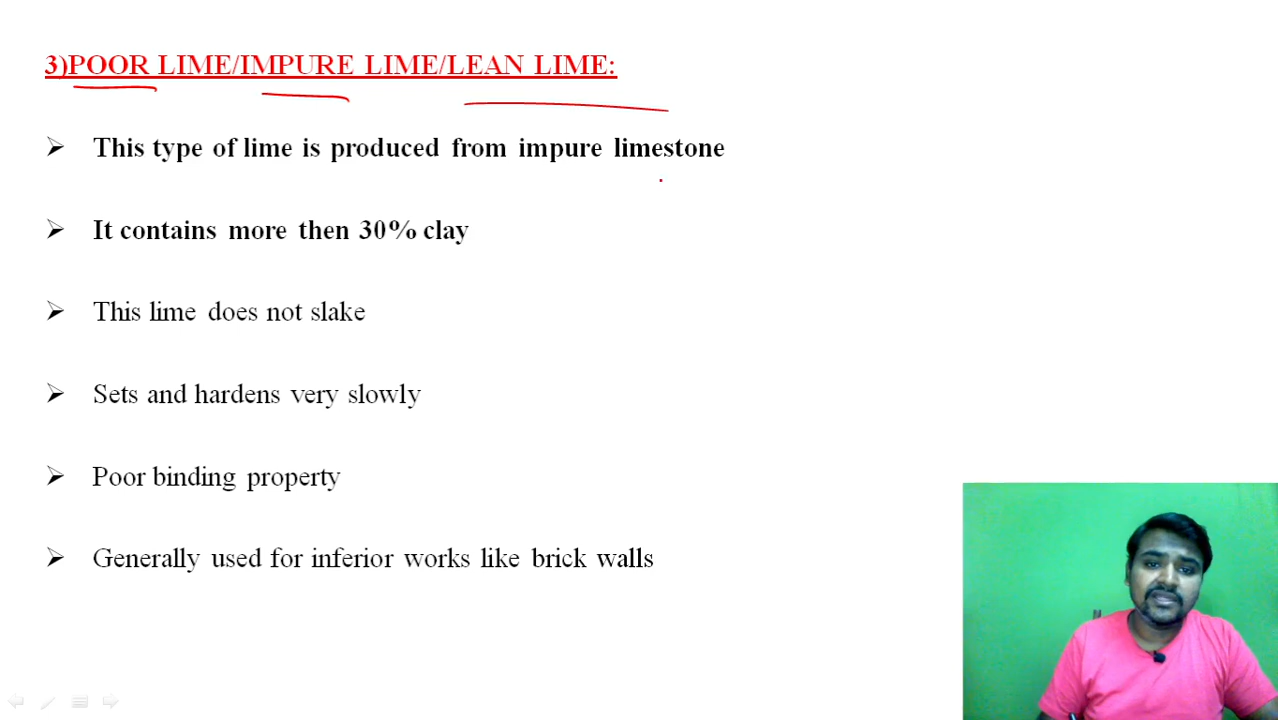 3)POOR LIME/IMPURE LIME/LEAN LIME:
This type of lime is produced from impure limestone
It contains more then 30% clay
This lime does not slake
Sets and hardens very slowly
Poor binding property
Generally used for inferior works like brick walls